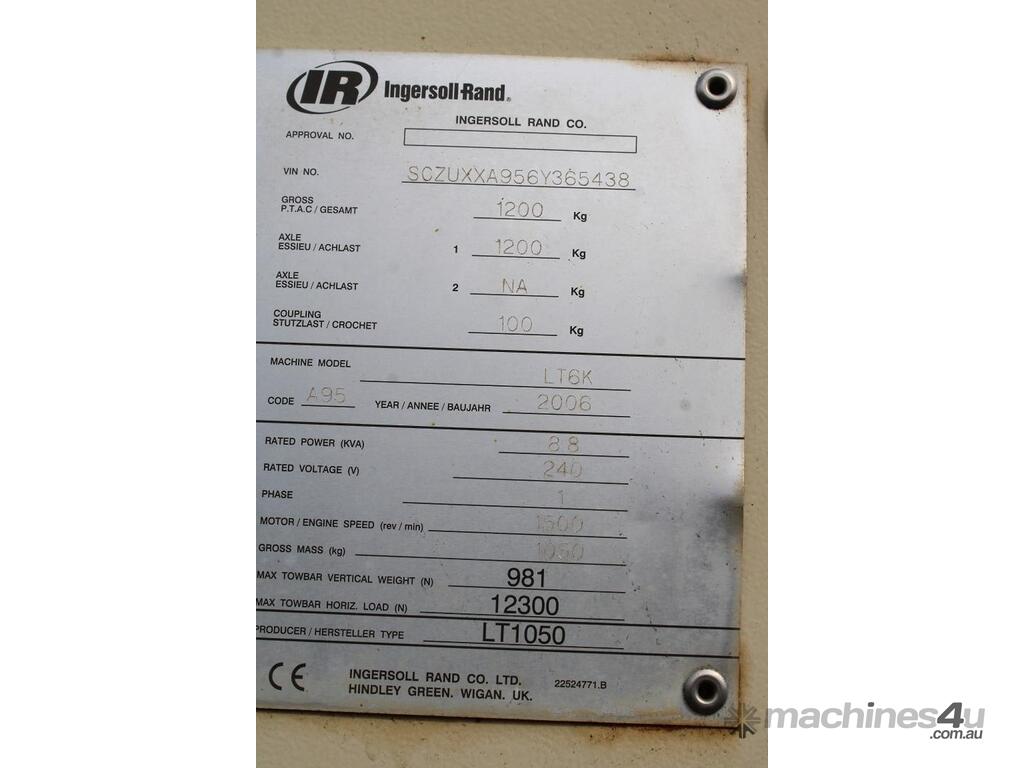 IR Ingersoll-Rand®
INGERSOLL RAND CO.
APPROVAL NO.
VIN NO. SCZUXXA956Y365438
GROSS
P.T.A.C / GESAMT 1200 Kg
AXLE
ESSIEU / ACHLAST 1 1200 Kg
AXLE
ESSIEU / ACHLAST 2 NA Kg
COUPLING
STUTZLAST / CROCHET 100 Kg
MACHINE MODEL LT6K
CODE A95 YEAR / ANNEE / BAUJAHR 2006
RATED POWER (KVA) 8.8
RATED VOLTAGE (V) 240
PHASE 1
MOTOR / ENGINE SPEED (rev / min) 1500
GROSS MASS (kg) 1050
MAX TOWBAR VERTICAL WEIGHT (N) 981
MAX TOWBAR HORIZ. LOAD (N) 12300
PRODUCER / HERSTELLER TYPE LT1050
CE INGERSOLL RAND CO. LTD. 22524771.B
HINDLEY GREEN. WIGAN. UK.
machines4u
.com.au